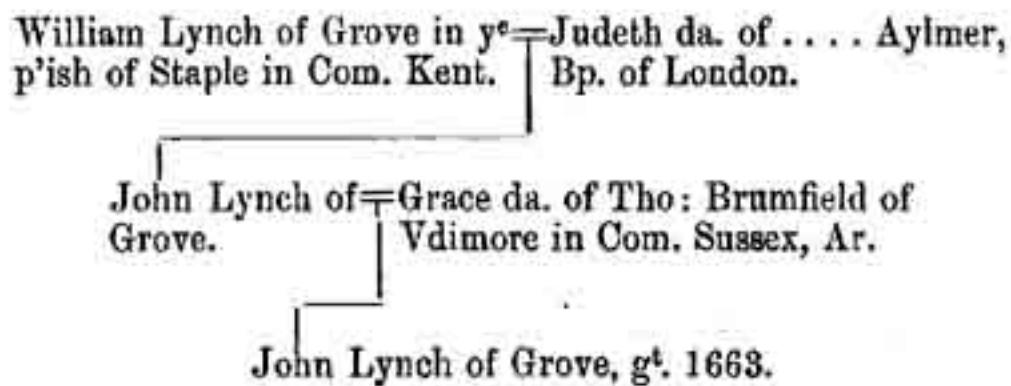 William Lynch of Grove in yᵉ=Judeth da. of . . . . Aylmer,
p'ish of Staple in Com. Kent. Bp. of London.
John Lynch of=Grace da. of Tho: Brumfield of
Grove. Vdimore in Com. Sussex, Ar.
John Lynch of Grove, gᵗ. 1663.